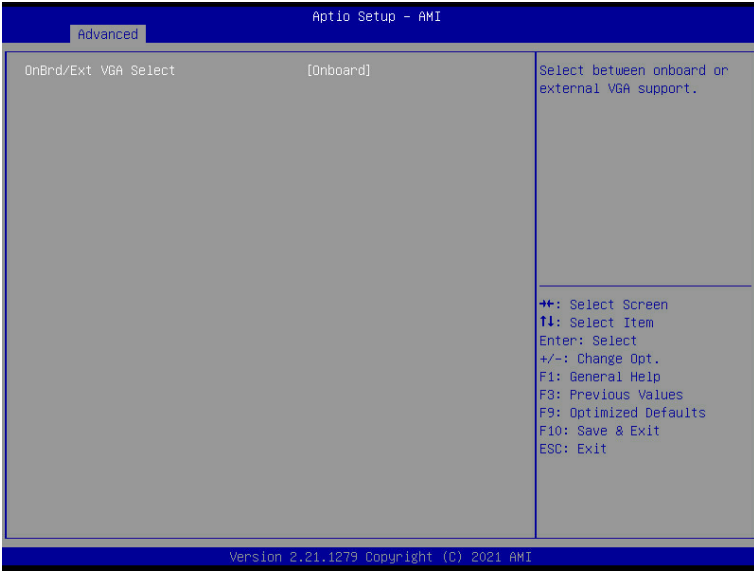 Aptio Setup – AMI
Advanced
OnBrd/Ext VGA Select [Onboard]
Select between onboard or
external VGA support.
→←: Select Screen
↑↓: Select Item
Enter: Select
+/-: Change Opt.
F1: General Help
F3: Previous Values
F9: Optimized Defaults
F10: Save & Exit
ESC: Exit
Version 2.21.1279 Copyright (C) 2021 AMI